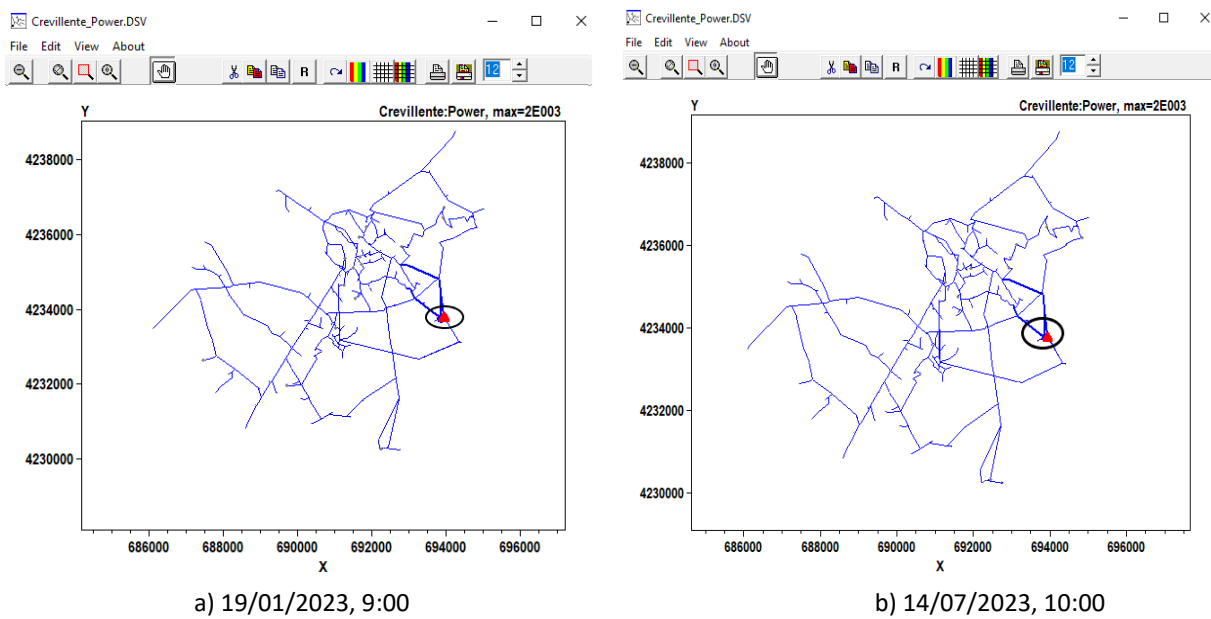 Crevillente_Power.DSV
File Edit View About
R
12
Y
Crevillente:Power, max=2E003
4238000
4236000
4234000
4232000
4230000
686000 688000 690000 692000 694000 696000
X
a) 19/01/2023, 9:00
Crevillente_Power.DSV
File Edit View About
R
12
Y
Crevillente:Power, max=2E003
4238000
4236000
4234000
4232000
4230000
686000 688000 690000 692000 694000 696000
X
b) 14/07/2023, 10:00